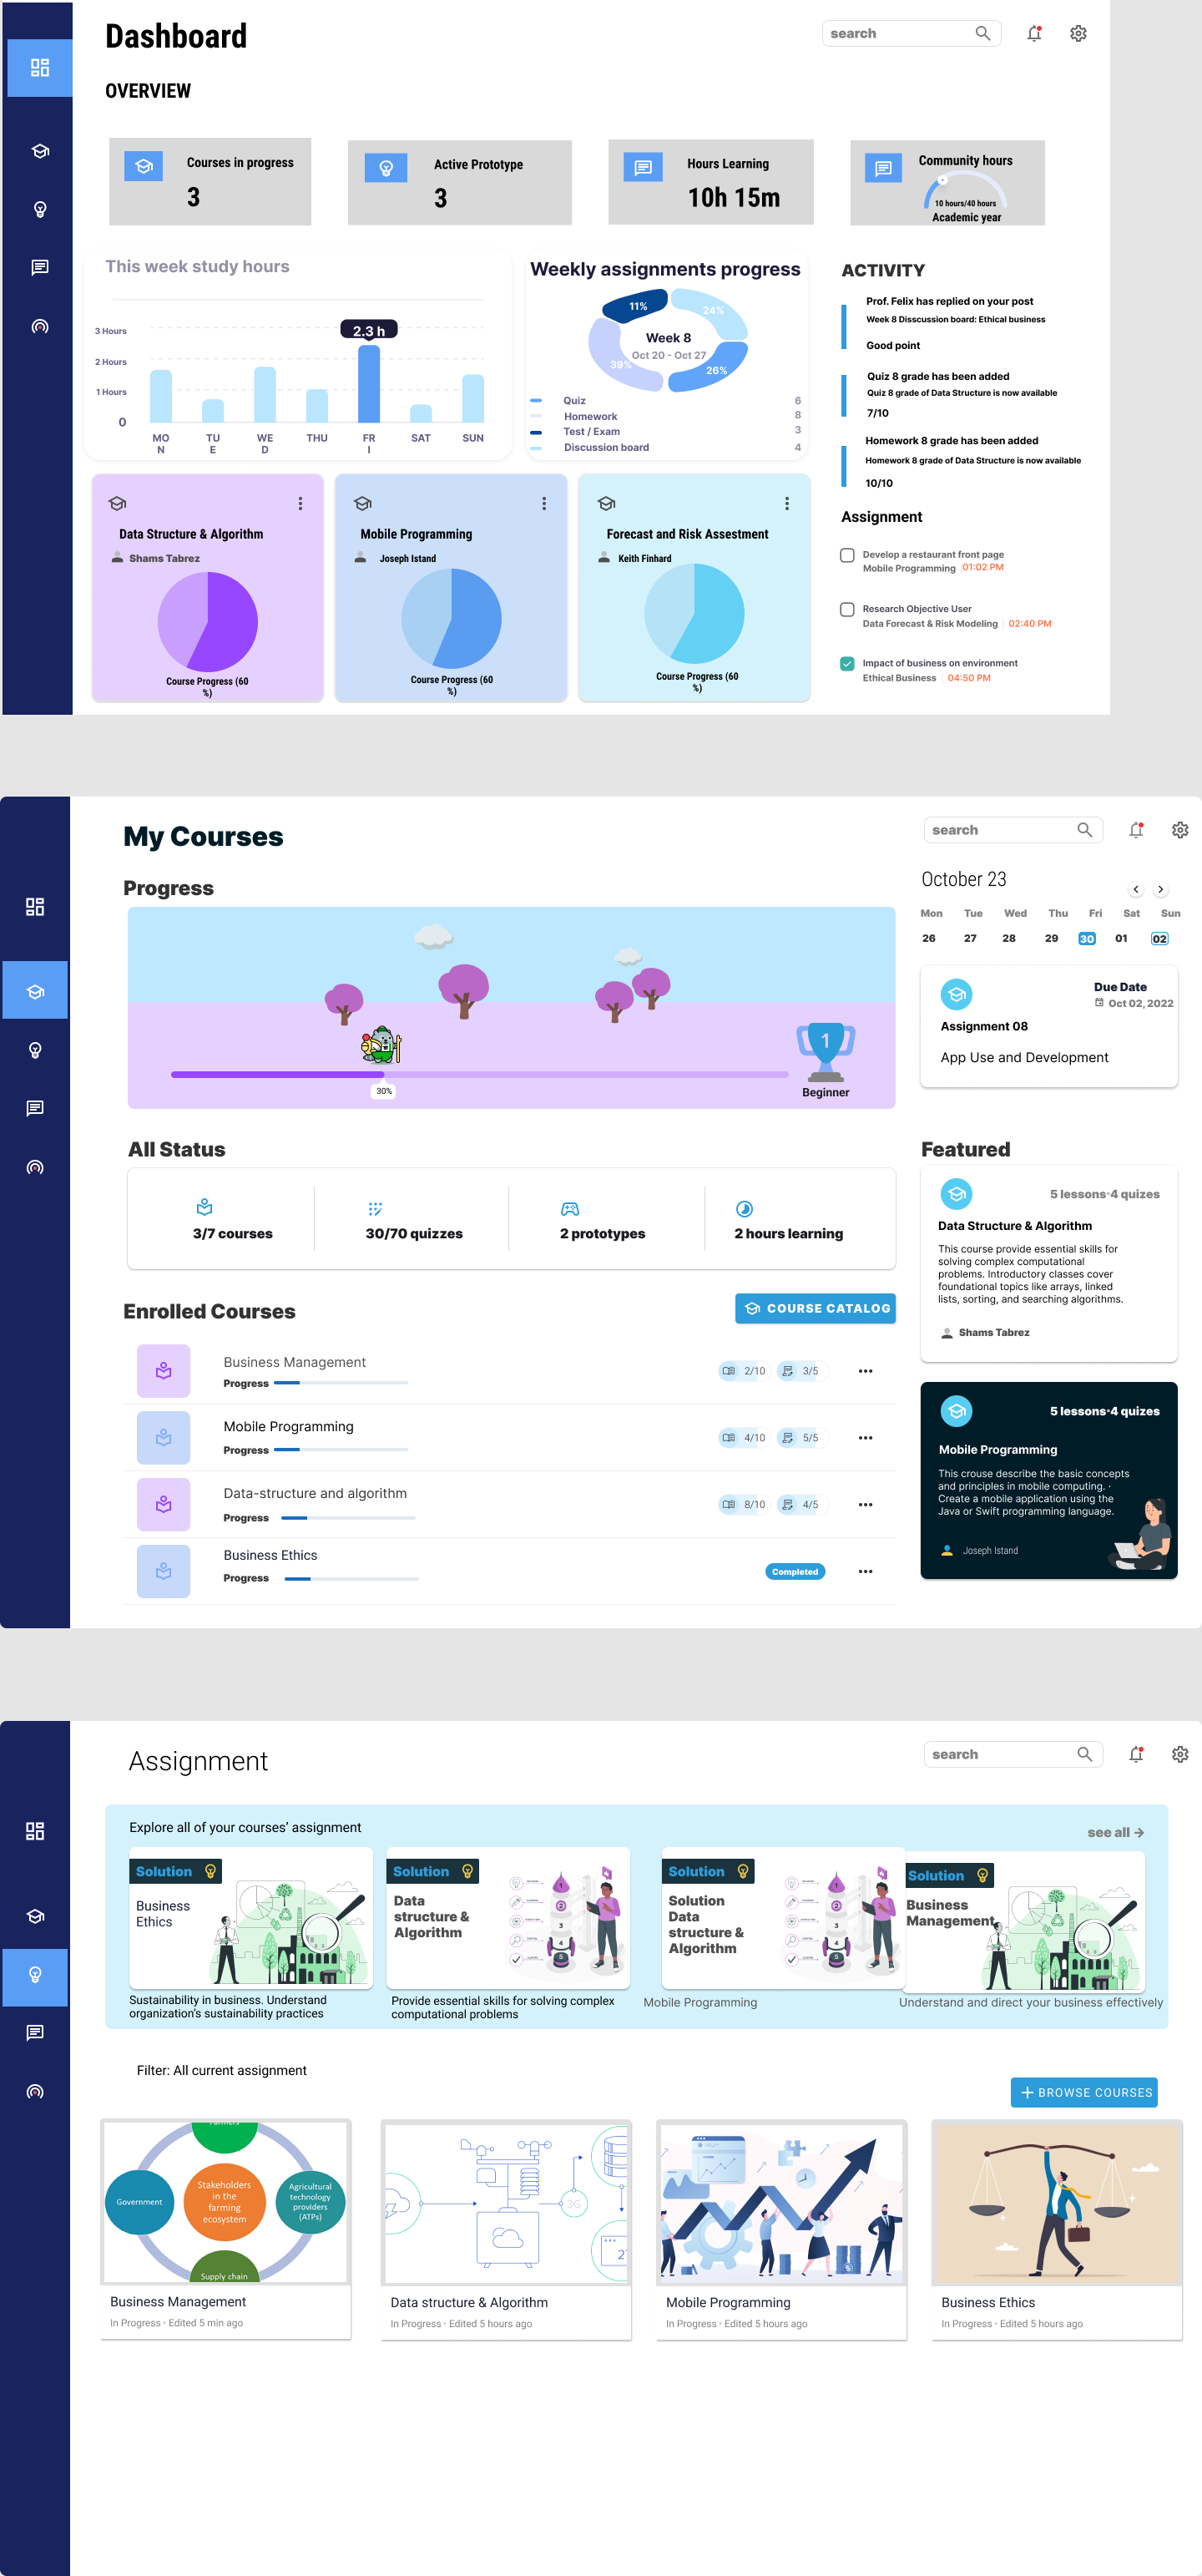 Dashboard
search
OVERVIEW
Courses in progress
3
Active Prototype
3
Hours Learning
10h 15m
Community hours
10 hours/40 hours
Academic year
This week study hours
3 Hours
2 Hours
1 Hours
0
2.3 h
MO
N
TU
E
WE
D
THU
FR
I
SAT
SUN
Weekly assignments progress
11%
24%
39%
26%
Week 8
Oct 20 - Oct 27
Quiz 6
Homework 8
Test / Exam 3
Discussion board 4
ACTIVITY
Prof. Felix has replied on your post
Week 8 Disscussion board: Ethical business
Good point
Quiz 8 grade has been added
Quiz 8 grade of Data Structure is now available
7/10
Homework 8 grade has been added
Homework 8 grade of Data Structure is now available
10/10
Data Structure & Algorithm
Shams Tabrez
Course Progress (60
%)
Mobile Programming
Joseph Istand
Course Progress (60
%)
Forecast and Risk Assestment
Keith Finhard
Course Progress (60
%)
Assignment
Develop a restaurant front page
Mobile Programming 01:02 PM
Research Objective User
Data Forecast & Risk Modeling 02:40 PM
Impact of business on environment
Ethical Business 04:50 PM
My Courses
search
Progress
30%
1
Beginner
October 23
Mon Tue Wed Thu Fri Sat Sun
26 27 28 29 30 01 02
Due Date
Oct 02, 2022
Assignment 08
App Use and Development
All Status
3/7 courses
30/70 quizzes
2 prototypes
2 hours learning
Featured
5 lessons·4 quizes
Data Structure & Algorithm
This course provide essential skills for
solving complex computational
problems. Introductory classes cover
foundational topics like arrays, linked
lists, sorting, and searching algorithms.
Shams Tabrez
Enrolled Courses
COURSE CATALOG
Business Management
Progress
2/10
3/5
Mobile Programming
Progress
4/10
5/5
Data-structure and algorithm
Progress
8/10
4/5
Business Ethics
Progress
Completed
5 lessons·4 quizes
Mobile Programming
This crouse describe the basic concepts
and principles in mobile computing. ·
Create a mobile application using the
Java or Swift programming language.
Joseph Istand
Assignment
search
Explore all of your courses’ assignment
see all →
Solution
Business
Ethics
Sustainability in business. Understand
organization’s sustainability practices
Solution
Data
structure &
Algorithm
1
2
3
4
5
Provide essential skills for solving complex
computational problems
Solution
Solution
Data
structure &
Algorithm
1
2
3
4
5
Mobile Programming
Solution
Business
Management
Understand and direct your business effectively
Filter: All current assignment
BROWSE COURSES
Farmers
Government
Stakeholders
in the
farming
ecosystem
Agricultural
technology
providers
(ATPs)
Supply chain
Business Management
In Progress · Edited 5 min ago
3G
2
Data structure & Algorithm
In Progress · Edited 5 hours ago
Mobile Programming
In Progress · Edited 5 hours ago
Business Ethics
In Progress · Edited 5 hours ago